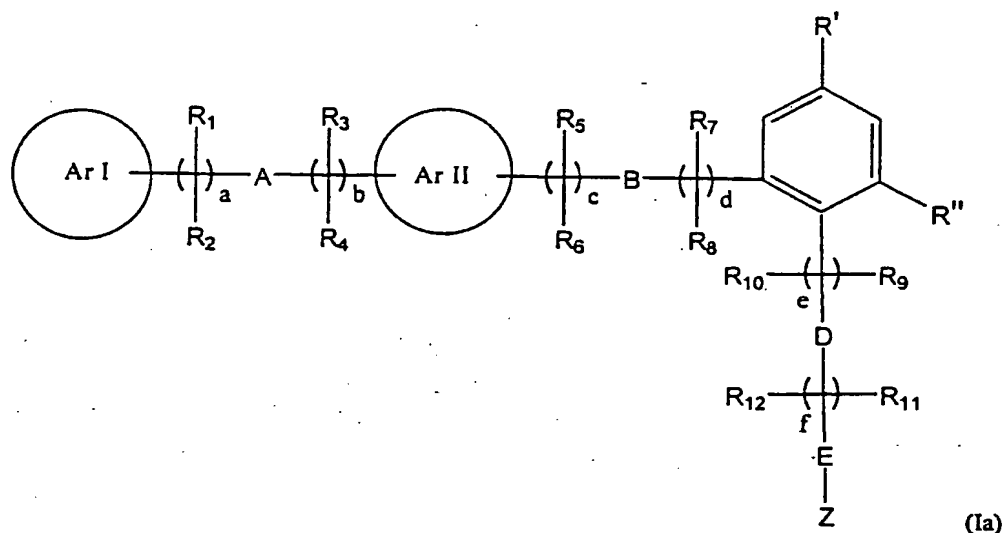 R'
R1 R3 R5 R7
Ar I ( )a A ( )b Ar II ( )c B ( )d
R2 R4 R6 R8
R"
R10 ( )e R9
D
R12 ( )f R11
E
Z
(Ia)